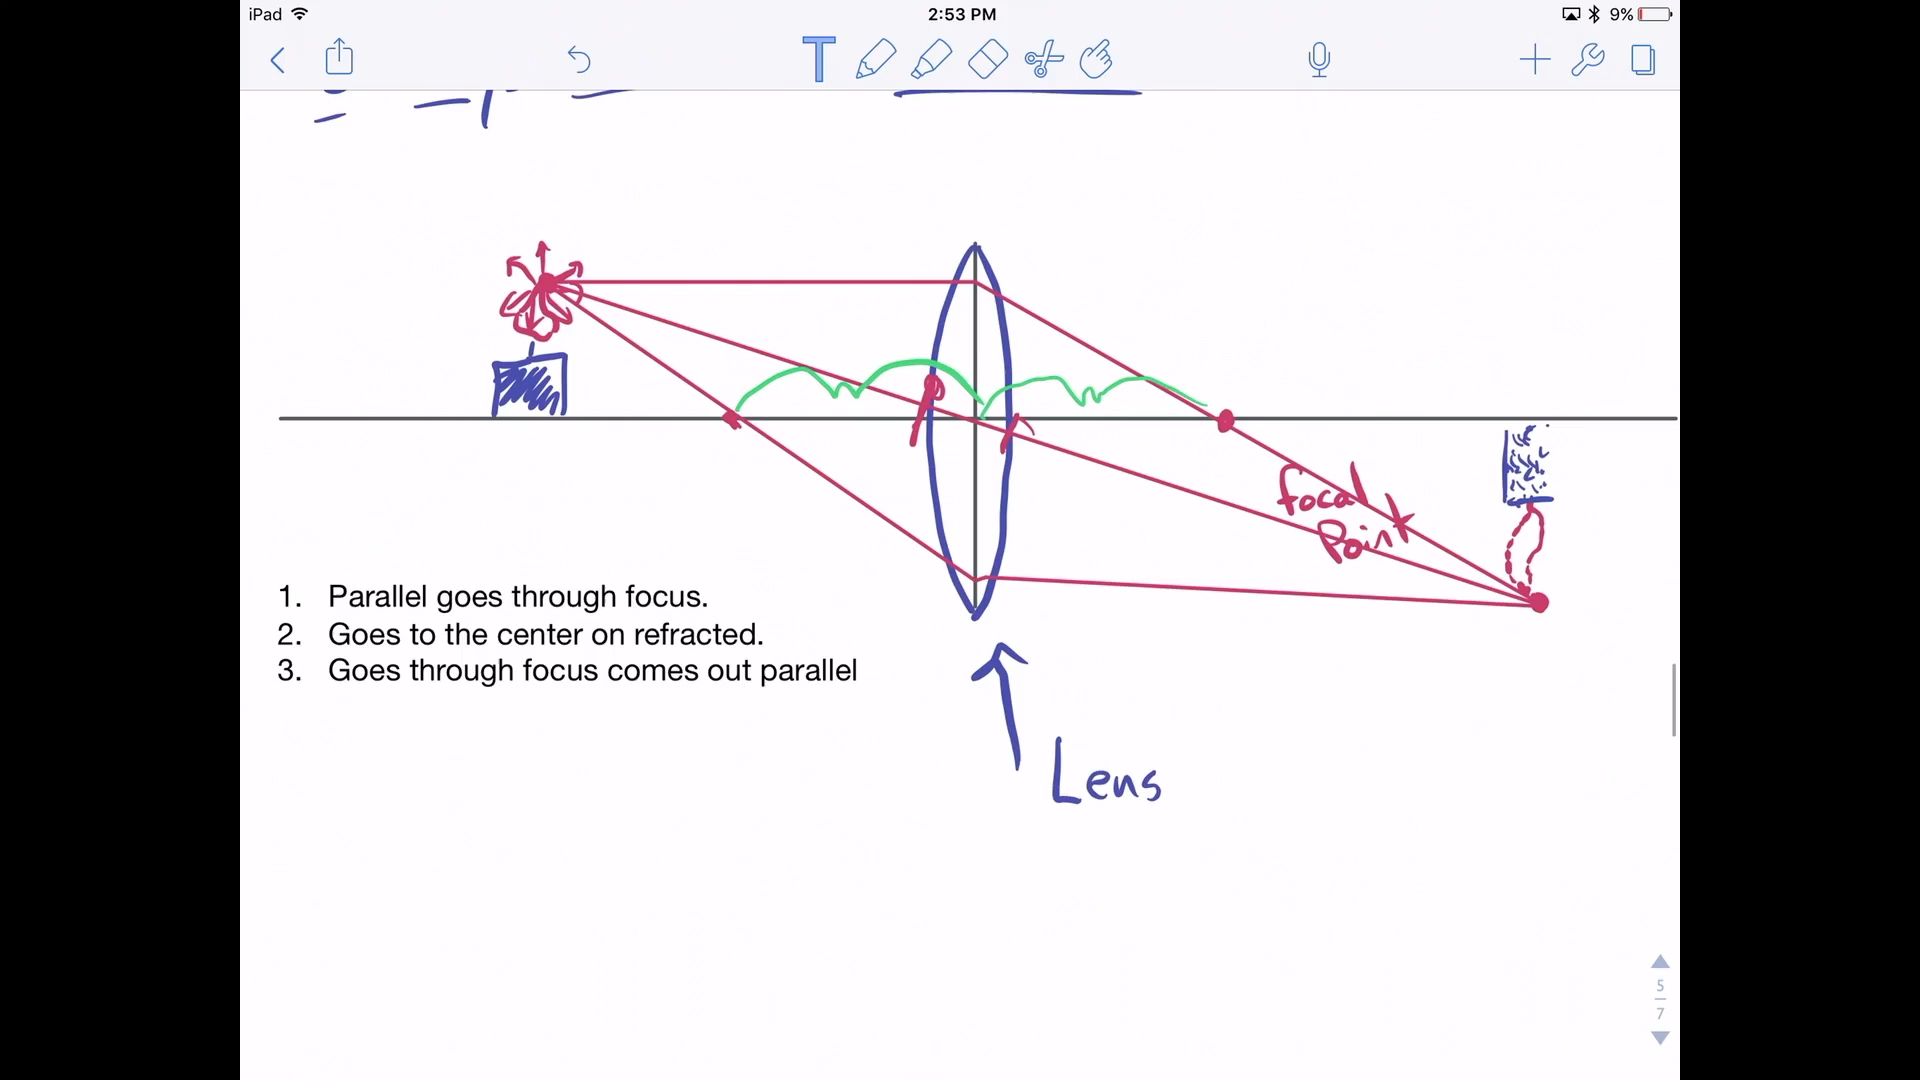 iPad
2:53 PM
9%
T
focal
Point
1. Parallel goes through focus.
2. Goes to the center on refracted.
3. Goes through focus comes out parallel
Lens
5
7